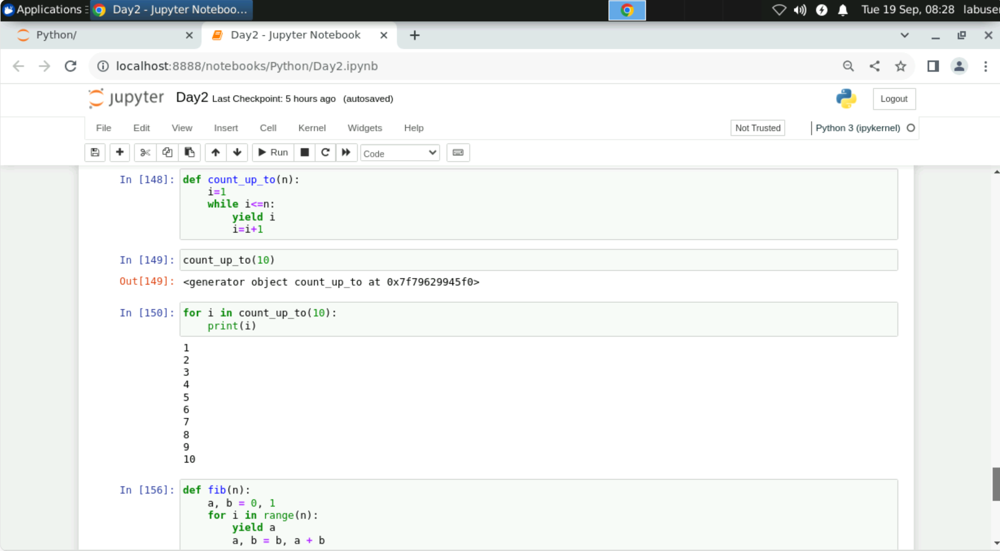 Applications
Day2 - Jupyter Noteboo...
Tue 19 Sep, 08:28
labuse
Python/
Day2 - Jupyter Notebook
localhost:8888/notebooks/Python/Day2.ipynb
jupyter
Day2 Last Checkpoint: 5 hours ago (autosaved)
Logout
File Edit View Insert Cell Kernel Widgets Help
Not Trusted
Python 3 (ipykernel)
Run
Code
In [148]: def count_up_to(n):
    i=1
    while i<=n:
        yield i
        i=i+1
In [149]: count_up_to(10)
Out[149]: <generator object count_up_to at 0x7f79629945f0>
In [150]: for i in count_up_to(10):
    print(i)
1
2
3
4
5
6
7
8
9
10
In [156]: def fib(n):
    a, b = 0, 1
    for i in range(n):
        yield a
        a, b = b, a + b